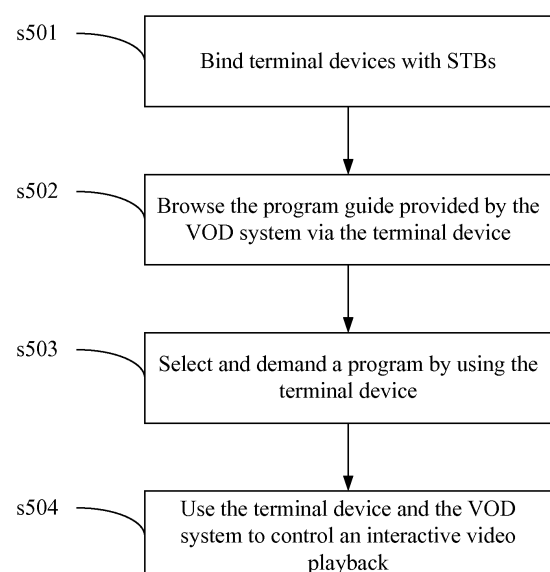 s501
Bind terminal devices with STBs
s502
Browse the program guide provided by the
VOD system via the terminal device
s503
Select and demand a program by using the
terminal device
s504
Use the terminal device and the VOD
system to control an interactive video
playback